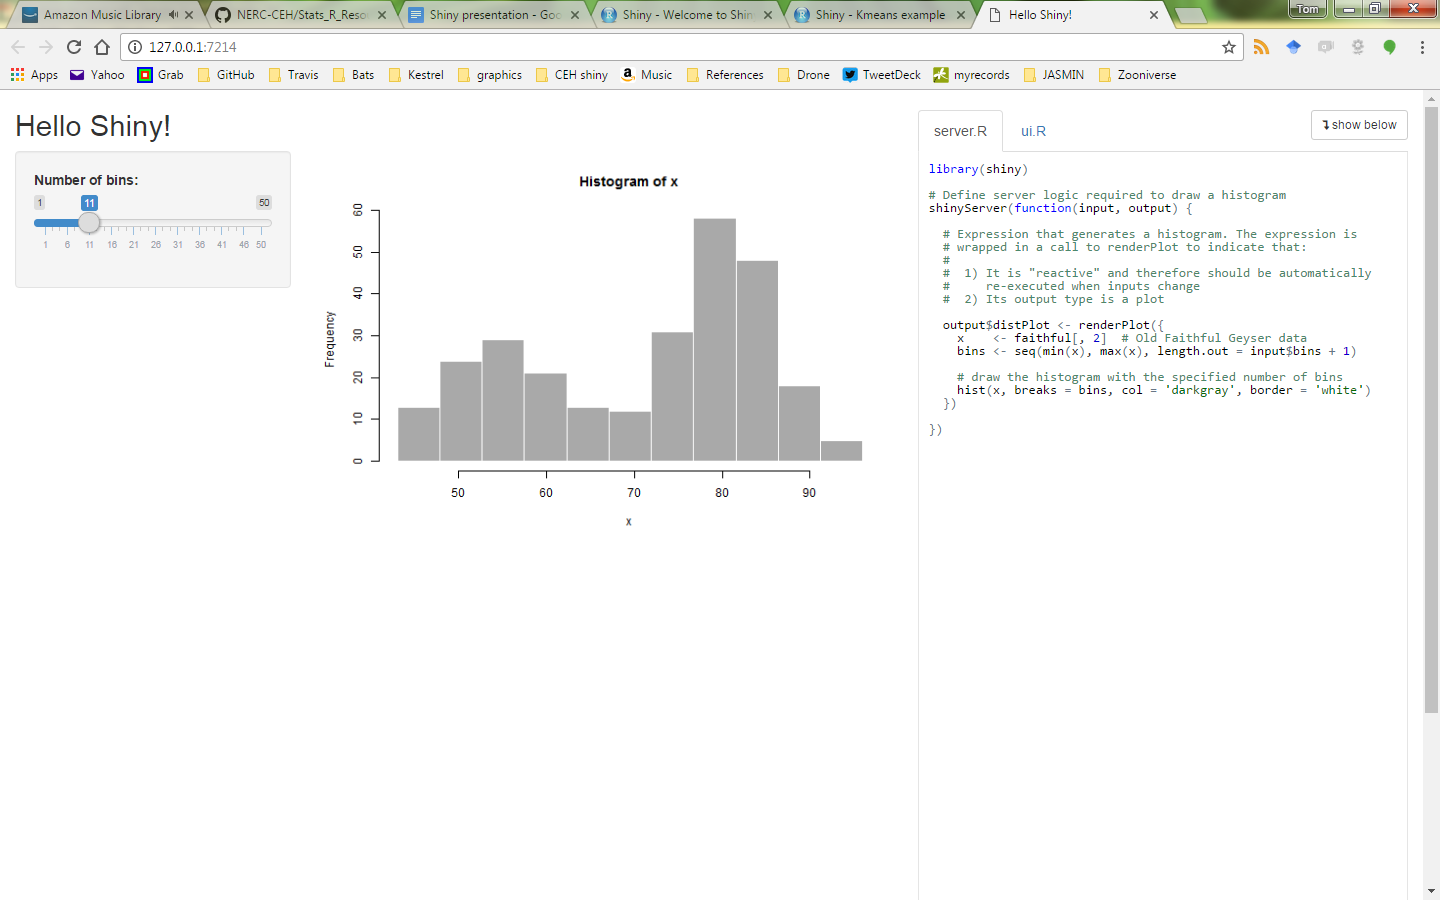 Amazon Music Library
NERC-CEH/Stats_R_Reso
Shiny presentation - Goo
Shiny - Welcome to Shin
Shiny - Kmeans example
Hello Shiny!
Tom
127.0.0.1:7214
Apps
Yahoo
Grab
GitHub
Travis
Bats
Kestrel
graphics
CEH shiny
Music
References
Drone
TweetDeck
myrecords
JASMIN
Zooniverse
Hello Shiny!
Number of bins:
1 11 50
1 6 11 16 21 26 31 36 41 46 50
Histogram of x
Frequency
60
50
40
30
20
10
0
50 60 70 80 90
x
server.R
ui.R
show below
library(shiny)
# Define server logic required to draw a histogram
shinyServer(function(input, output) {
# Expression that generates a histogram. The expression is
# wrapped in a call to renderPlot to indicate that:
#
# 1) It is "reactive" and therefore should be automatically
# re-executed when inputs change
# 2) Its output type is a plot
output$distPlot <- renderPlot({
x <- faithful[, 2] # Old Faithful Geyser data
bins <- seq(min(x), max(x), length.out = input$bins + 1)
# draw the histogram with the specified number of bins
hist(x, breaks = bins, col = 'darkgray', border = 'white')
})
})